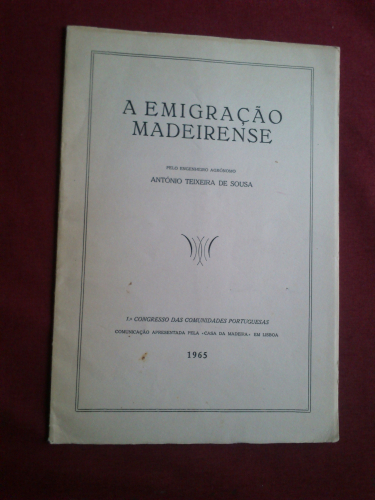 A EMIGRAÇÃO
MADEIRENSE
PELO ENGENHEIRO AGRÓNOMO
ANTÓNIO TEIXEIRA DE SOUSA
1.º CONGRESSO DAS COMUNIDADES PORTUGUESAS
COMUNICAÇÃO APRESENTADA PELA «CASA DA MADEIRA» EM LISBOA
1965